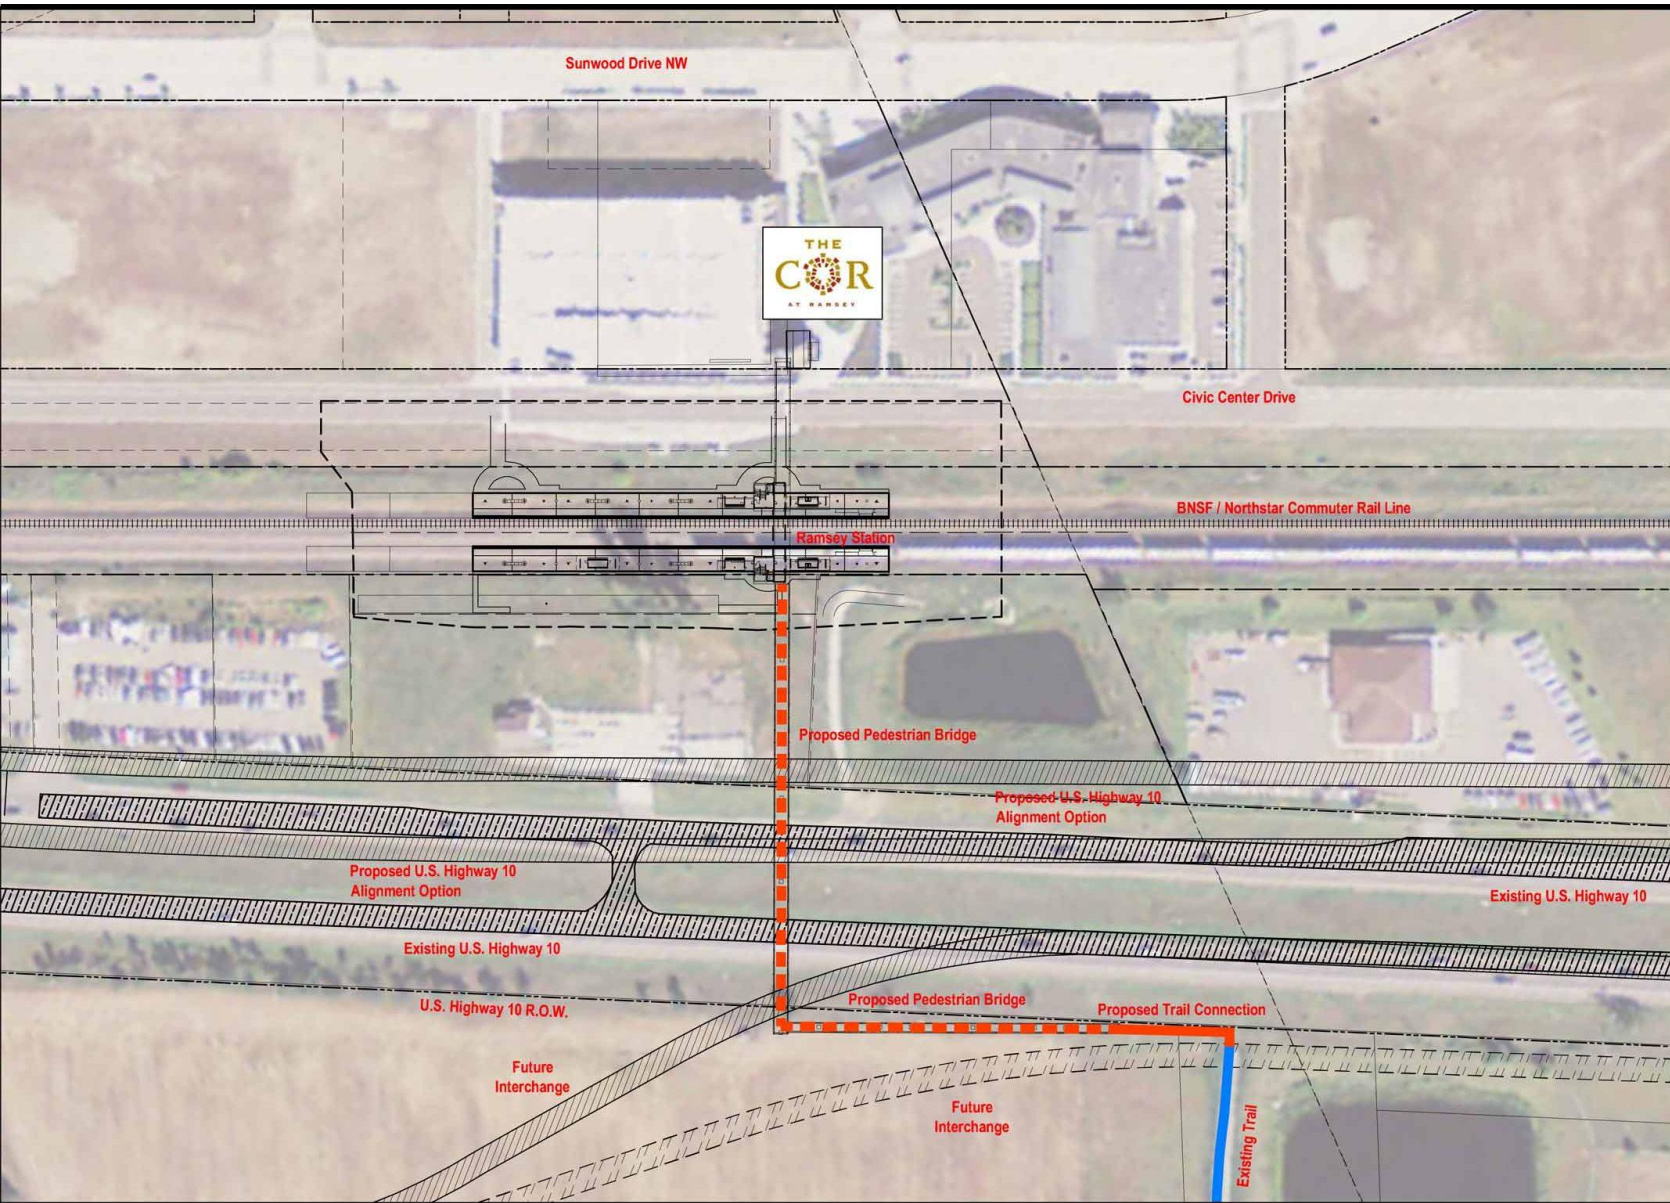 Sunwood Drive NW
THE
COR
AT RAMSEY
Civic Center Drive
BNSF / Northstar Commuter Rail Line
Ramsey Station
Proposed Pedestrian Bridge
Proposed U.S. Highway 10
Alignment Option
Proposed U.S. Highway 10
Alignment Option
Existing U.S. Highway 10
Existing U.S. Highway 10
U.S. Highway 10 R.O.W.
Proposed Pedestrian Bridge
Proposed Trail Connection
Future
Interchange
Future
Interchange
Existing Trail